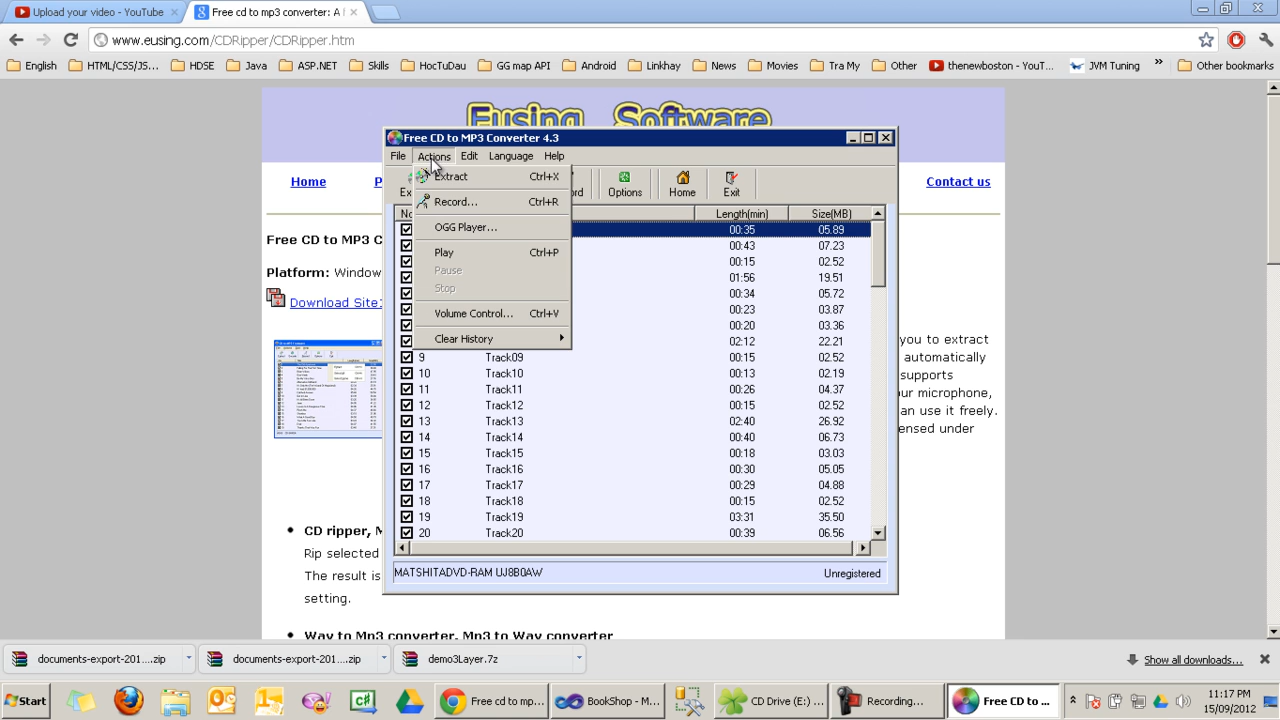 Upload your video - YouTube
Free cd to mp3 converter: A f
www.eusing.com/CDRipper/CDRipper.htm
English HTML/CSS/JS... HDSE Java ASP.NET Skills HocTuDau GG map API Android Linkhay News Movies Tra My Other thenewboston - YouT... JVM Tuning » Other bookmarks
Eusing Software
Home P Contact us
Free CD to MP3 C
Platform: Window
Download Site1
you to extract
automatically
supports
ur microphone,
an use it freely.
ensed under
CD ripper, M
Rip selected
The result is
setting.
Wav to Mp3 converter, Mp3 to Wav converter
Free CD to MP3 Converter 4.3
File Actions Edit Language Help
Ex rd Options Home Exit
Extract Ctrl+X
Record... Ctrl+R
OGG Player...
Play Ctrl+P
Pause
Stop
Volume Control... Ctrl+V
Clear History
No Length(min) Size(MB)
00:35 05.89
00:43 07.23
00:15 02.52
01:56 19.51
00:34 05.72
00:23 03.87
00:20 03.36
02:12 22.21
9 Track09 00:15 02.52
10 Track10 00:13 02.19
11 Track11 00:26 04.37
12 Track12 00:15 02.52
13 Track13 02:40 26.92
14 Track14 00:40 06.73
15 Track15 00:18 03.03
16 Track16 00:30 05.05
17 Track17 00:29 04.88
18 Track18 00:15 02.52
19 Track19 03:31 35.50
20 Track20 00:39 06.56
MATSHITADVD-RAM UJ8B0AW Unregistered
documents-export-201....zip documents-export-201....zip demo3Layer.7z Show all downloads...
Start Free cd to mp... BookShop - M... CD Drive (E:) ... Recording... Free CD to ... 11:17 PM
15/09/2012